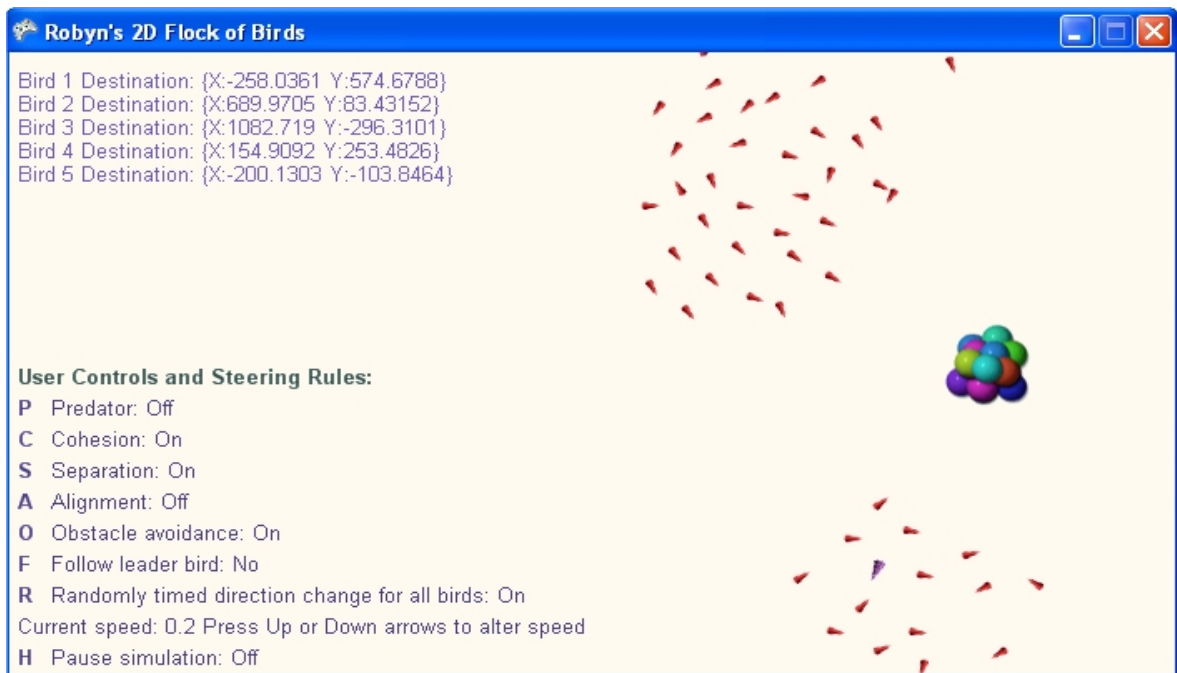 Robyn's 2D Flock of Birds
Bird 1 Destination: {X:-258.0361 Y:574.6788}
Bird 2 Destination: {X:689.9705 Y:83.43152}
Bird 3 Destination: {X:1082.719 Y:-296.3101}
Bird 4 Destination: {X:154.9092 Y:253.4826}
Bird 5 Destination: {X:-200.1303 Y:-103.8464}
User Controls and Steering Rules:
P Predator: Off
C Cohesion: On
S Separation: On
A Alignment: Off
O Obstacle avoidance: On
F Follow leader bird: No
R Randomly timed direction change for all birds: On
Current speed: 0.2 Press Up or Down arrows to alter speed
H Pause simulation: Off